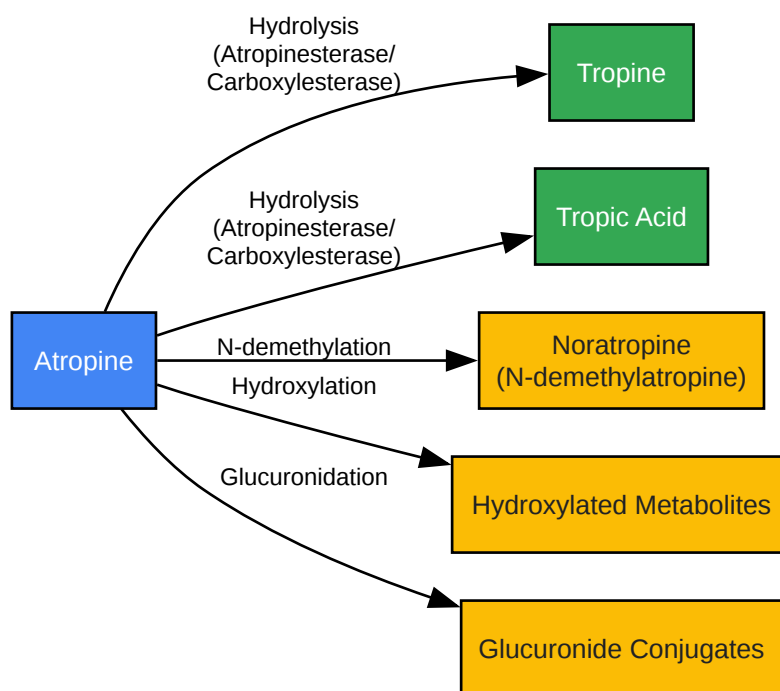 Hydrolysis
(Atropinesterase/
Carboxylesterase)
Tropine
Hydrolysis
(Atropinesterase/
Carboxylesterase)
Tropic Acid
Atropine
N-demethylation
Noratropine
(N-demethylatropine)
Hydroxylation
Glucuronidation
Hydroxylated Metabolites
Glucuronide Conjugates